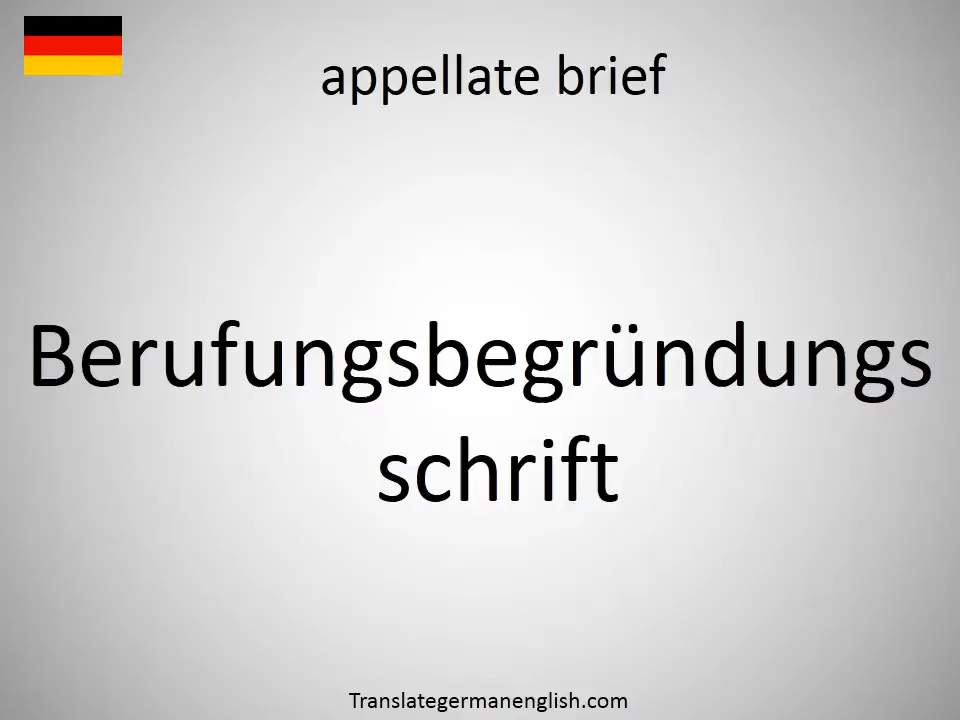 appellate brief
Berufungsbegründungs
schrift
Translategermanenglish.com